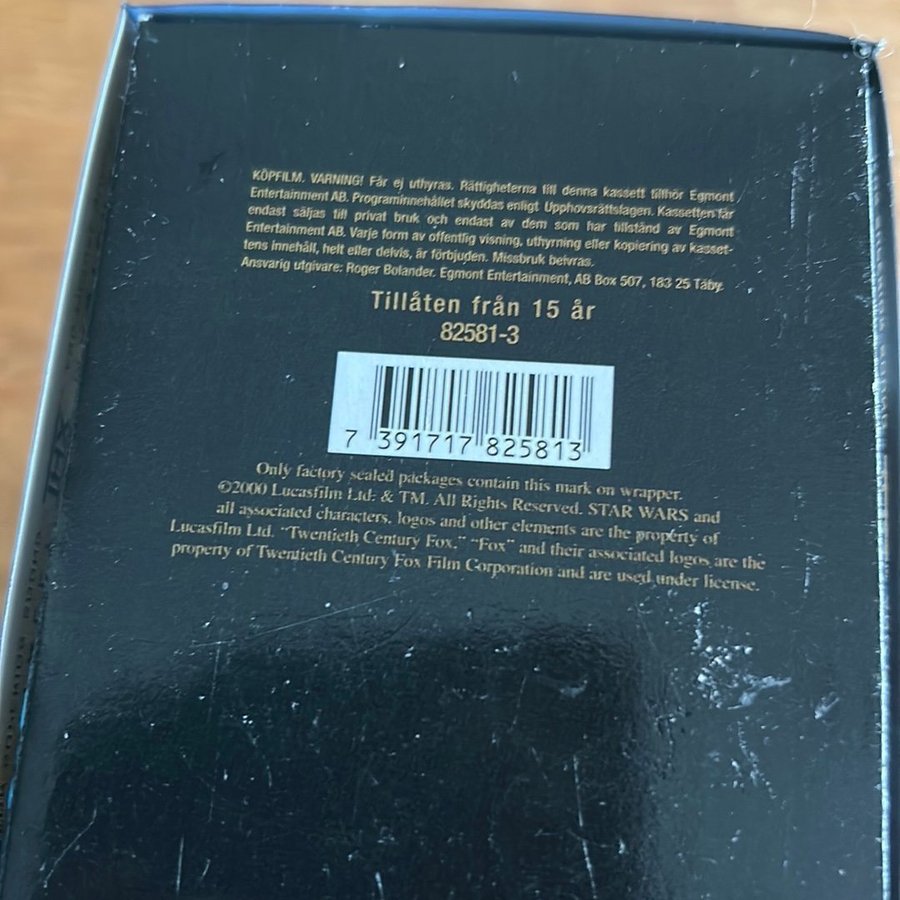 KÖPFILM. VARNING! Får ej uthyras. Rättigheterna till denna kassett tillhör Egmont
Entertainment AB. Programinnehållet skyddas enligt Upphovsrättslagen. Kassetten får
endast säljas till privat bruk och endast av dem som har tillstånd av Egmont
Entertainment AB. Varje form av offentlig visning, uthyrning eller kopiering av kasset-
tens innehåll, helt eller delvis, är förbjuden. Missbruk beivras.
Ansvarig utgivare: Roger Bolander. Egmont Entertainment, AB Box 507, 183 25 Täby.
Tillåten från 15 år
82581-3
7 391717 825813
Only factory sealed packages contain this mark on wrapper.
©2000 Lucasfilm Ltd. & TM. All Rights Reserved. STAR WARS and
all associated characters, logos and other elements are the property of
Lucasfilm Ltd. "Twentieth Century Fox," "Fox" and their associated logos are the
property of Twentieth Century Fox Film Corporation and are used under license.
THX